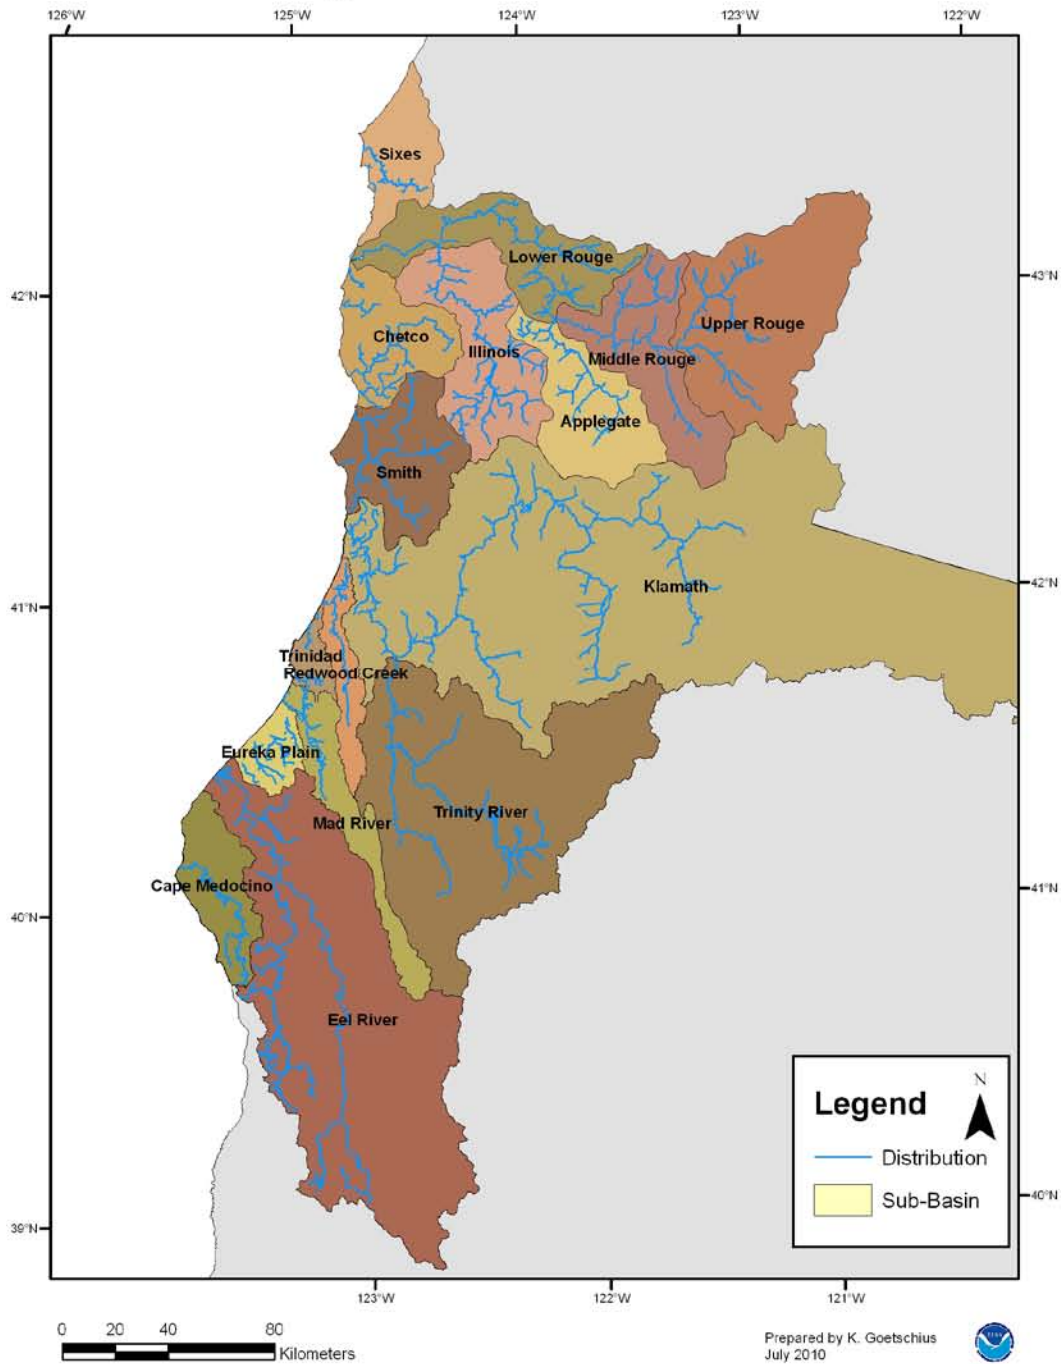 126°W 125°W 124°W 123°W 122°W
Sixes
Lower Rouge
43°N
42°N
Upper Rouge
Chetco
Illinois
Middle Rouge
Applegate
Smith
42°N
Klamath
41°N
Trinidad
Redwood Creek
Eureka Plain
Trinity River
Mad River
Cape Medocino
41°N
40°N
Eel River
N
Legend
Distribution
Sub-Basin
40°N
39°N
123°W 122°W 121°W
0 20 40 80
Kilometers
Prepared by K. Goetschius
July 2010